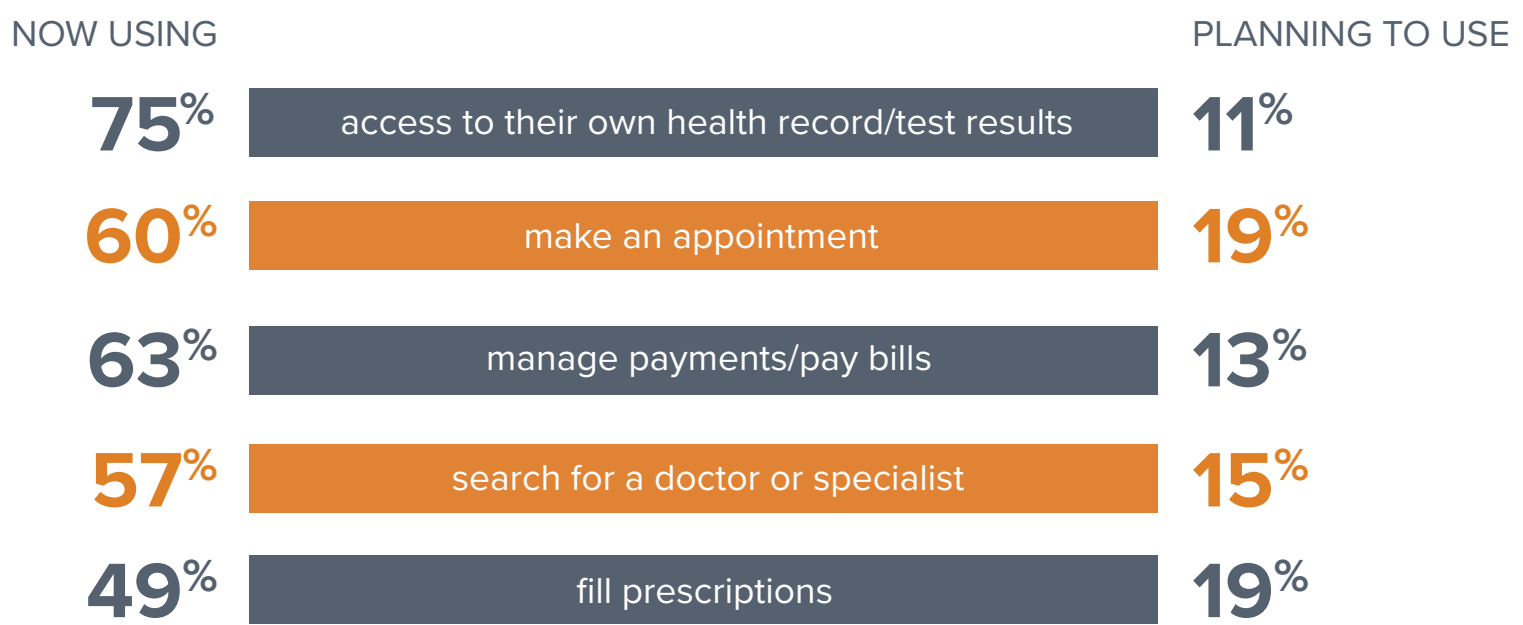 NOW USING PLANNING TO USE
75% access to their own health record/test results 11%
60% make an appointment 19%
63% manage payments/pay bills 13%
57% search for a doctor or specialist 15%
49% fill prescriptions 19%